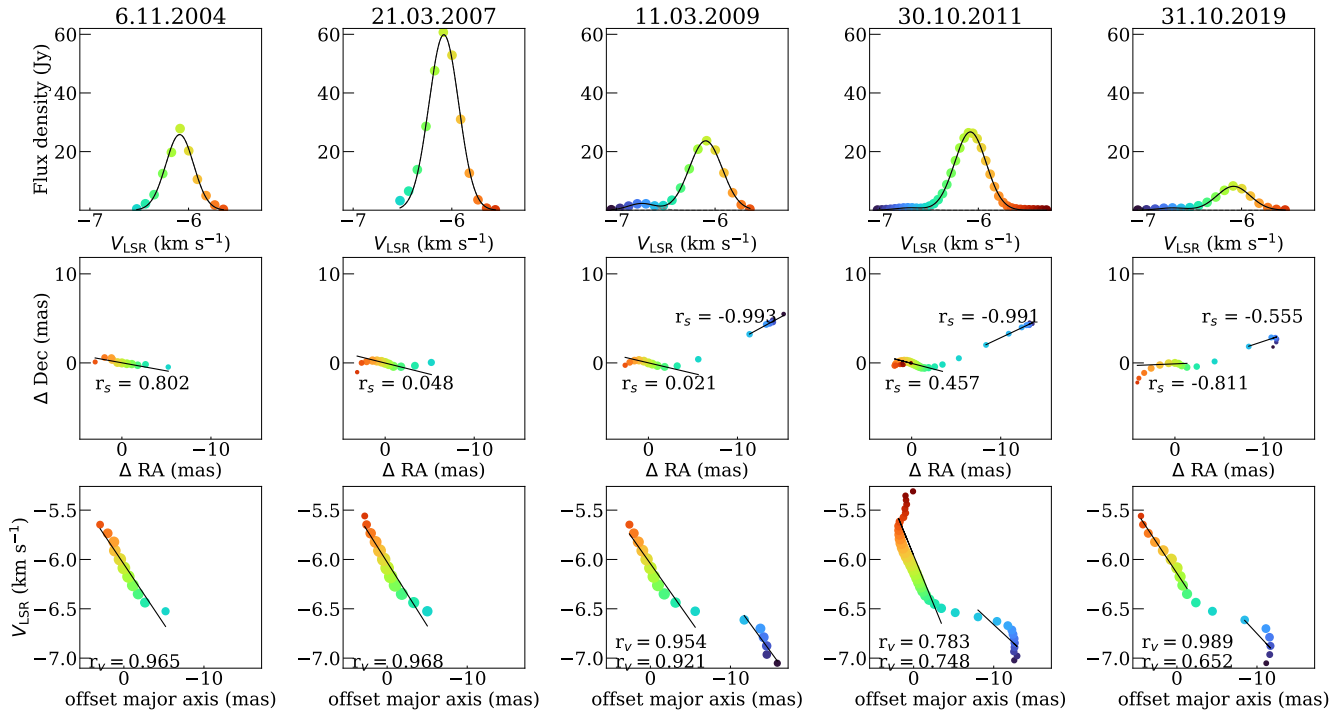 6.11.2004 21.03.2007 11.03.2009 30.10.2011 31.10.2019
Flux density (Jy)
60 60 60 60 60
40 40 40 40 40
20 20 20 20 20
−7 −6 −7 −6 −7 −6 −7 −6 −7 −6
V_LSR (km s⁻¹) V_LSR (km s⁻¹) V_LSR (km s⁻¹) V_LSR (km s⁻¹) V_LSR (km s⁻¹)
Δ Dec (mas)
10 10 10 10 10
r_s = -0.993 r_s = -0.991 r_s = -0.555
0 0 0 0 0
r_s = 0.802 r_s = 0.048 r_s = 0.021 r_s = 0.457 r_s = -0.811
0 −10 0 −10 0 −10 0 −10 0 −10
Δ RA (mas) Δ RA (mas) Δ RA (mas) Δ RA (mas) Δ RA (mas)
V_LSR (km s⁻¹)
−5.5 −5.5 −5.5 −5.5 −5.5
−6.0 −6.0 −6.0 −6.0 −6.0
−6.5 −6.5 −6.5 −6.5 −6.5
r_v = 0.954 r_v = 0.783 r_v = 0.989
−7.0 r_v = 0.965 −7.0 r_v = 0.968 −7.0 r_v = 0.921 −7.0 r_v = 0.748 −7.0 r_v = 0.652
0 −10 0 −10 0 −10 0 −10 0 −10
offset major axis (mas) offset major axis (mas) offset major axis (mas) offset major axis (mas) offset major axis (mas)